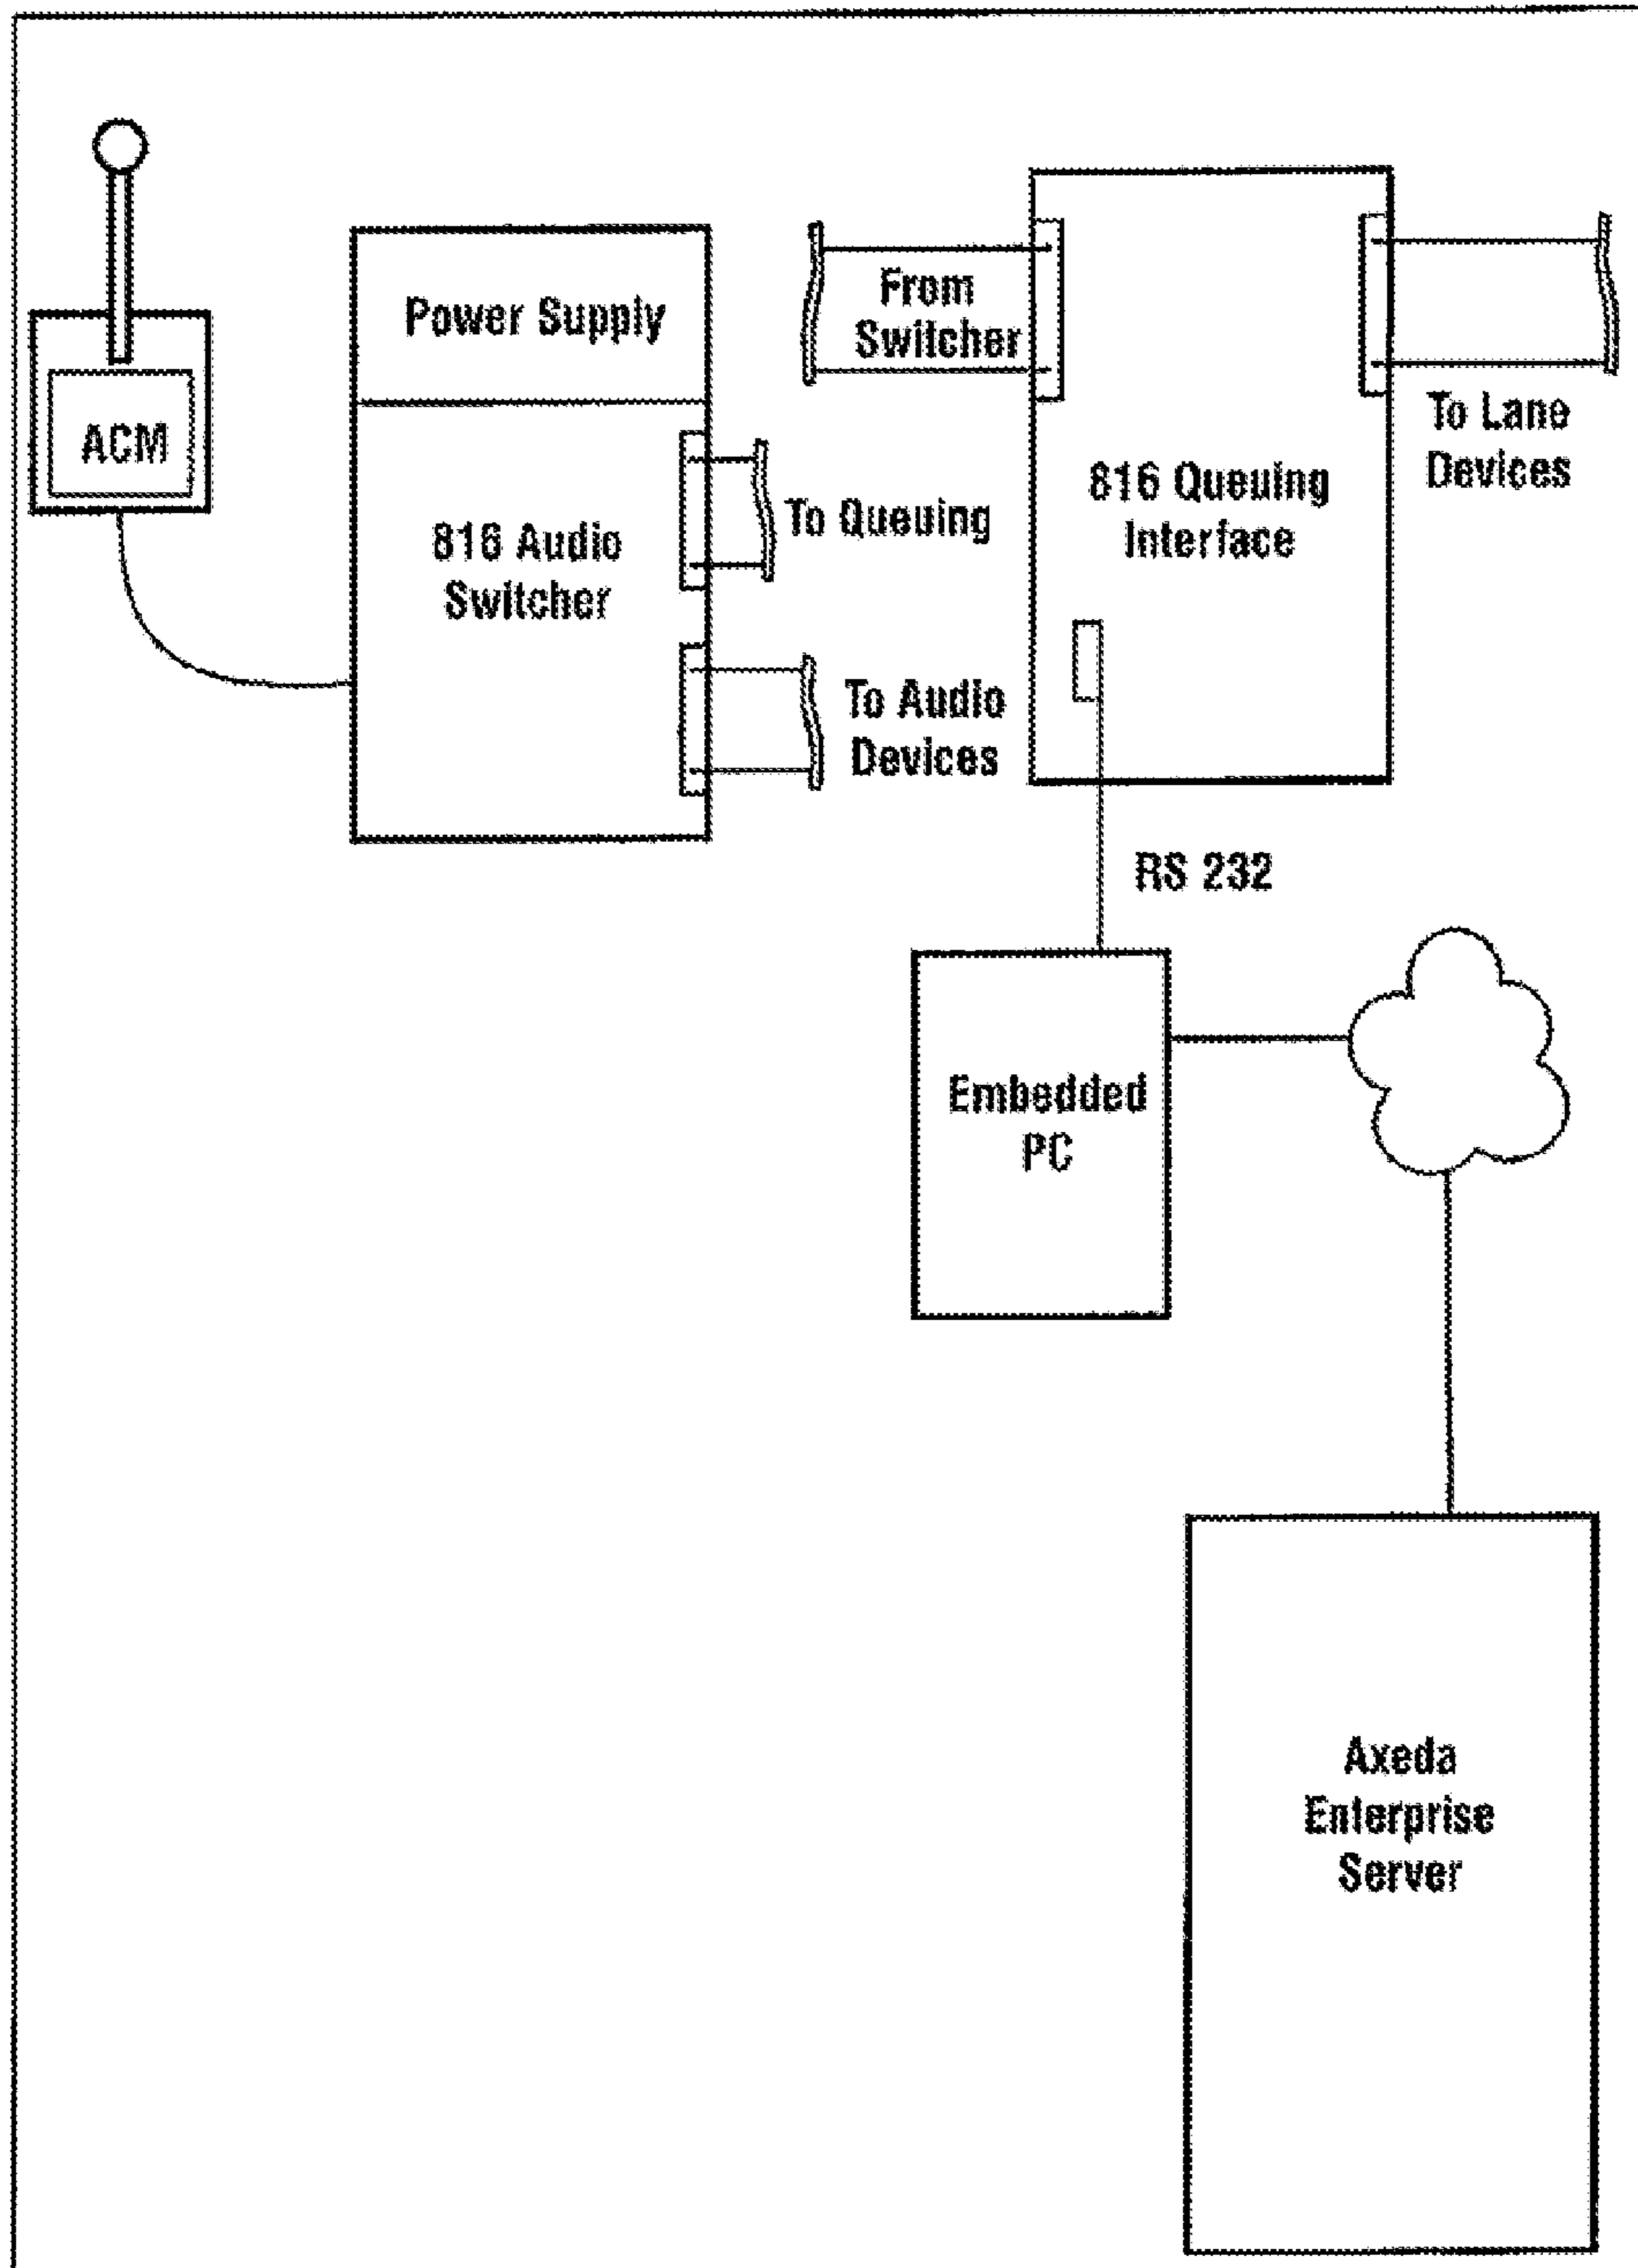 Power Supply
ACM
816 Audio
Switcher
To Queuing
To Audio
Devices
From
Switcher
816 Queuing
Interface
To Lane
Devices
RS 232
Embedded
PC
Axeda
Enterprise
Server